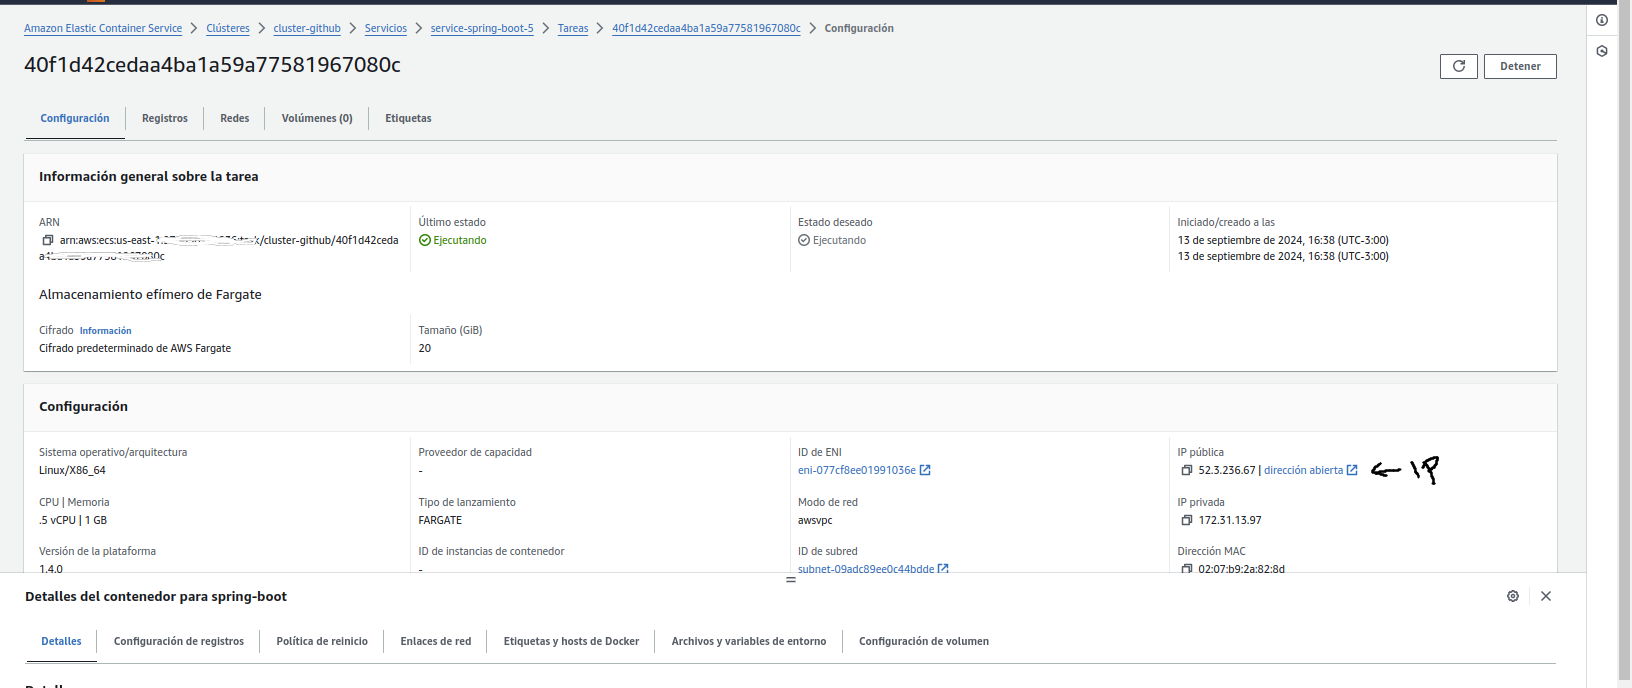 Amazon Elastic Container Service > Clústeres > cluster-github > Servicios > service-spring-boot-5 > Tareas > 40f1d42cedaa4ba1a59a77581967080c > Configuración
40f1d42cedaa4ba1a59a77581967080c
Detener
Configuración Registros Redes Volúmenes (0) Etiquetas
Información general sobre la tarea
ARN Último estado Estado deseado Iniciado/creado a las
arn:aws:ecs:us-east-1: /cluster-github/40f1d42ceda Ejecutando Ejecutando 13 de septiembre de 2024, 16:38 (UTC-3:00)
13 de septiembre de 2024, 16:38 (UTC-3:00)
Almacenamiento efímero de Fargate
Cifrado Información Tamaño (GiB)
Cifrado predeterminado de AWS Fargate 20
Configuración
Sistema operativo/arquitectura Proveedor de capacidad ID de ENI IP pública
Linux/X86_64 - eni-077cf8ee01991036e 52.3.236.67 | dirección abierta ← IP
CPU | Memoria Tipo de lanzamiento Modo de red IP privada
.5 vCPU | 1 GB FARGATE awsvpc 172.31.13.97
Versión de la plataforma ID de instancias de contenedor ID de subred Dirección MAC
1.4.0 - subnet-09adc89ee0c44bdde 02:07:b9:2a:82:8d
Detalles del contenedor para spring-boot
Detalles Configuración de registros Política de reinicio Enlaces de red Etiquetas y hosts de Docker Archivos y variables de entorno Configuración de volumen